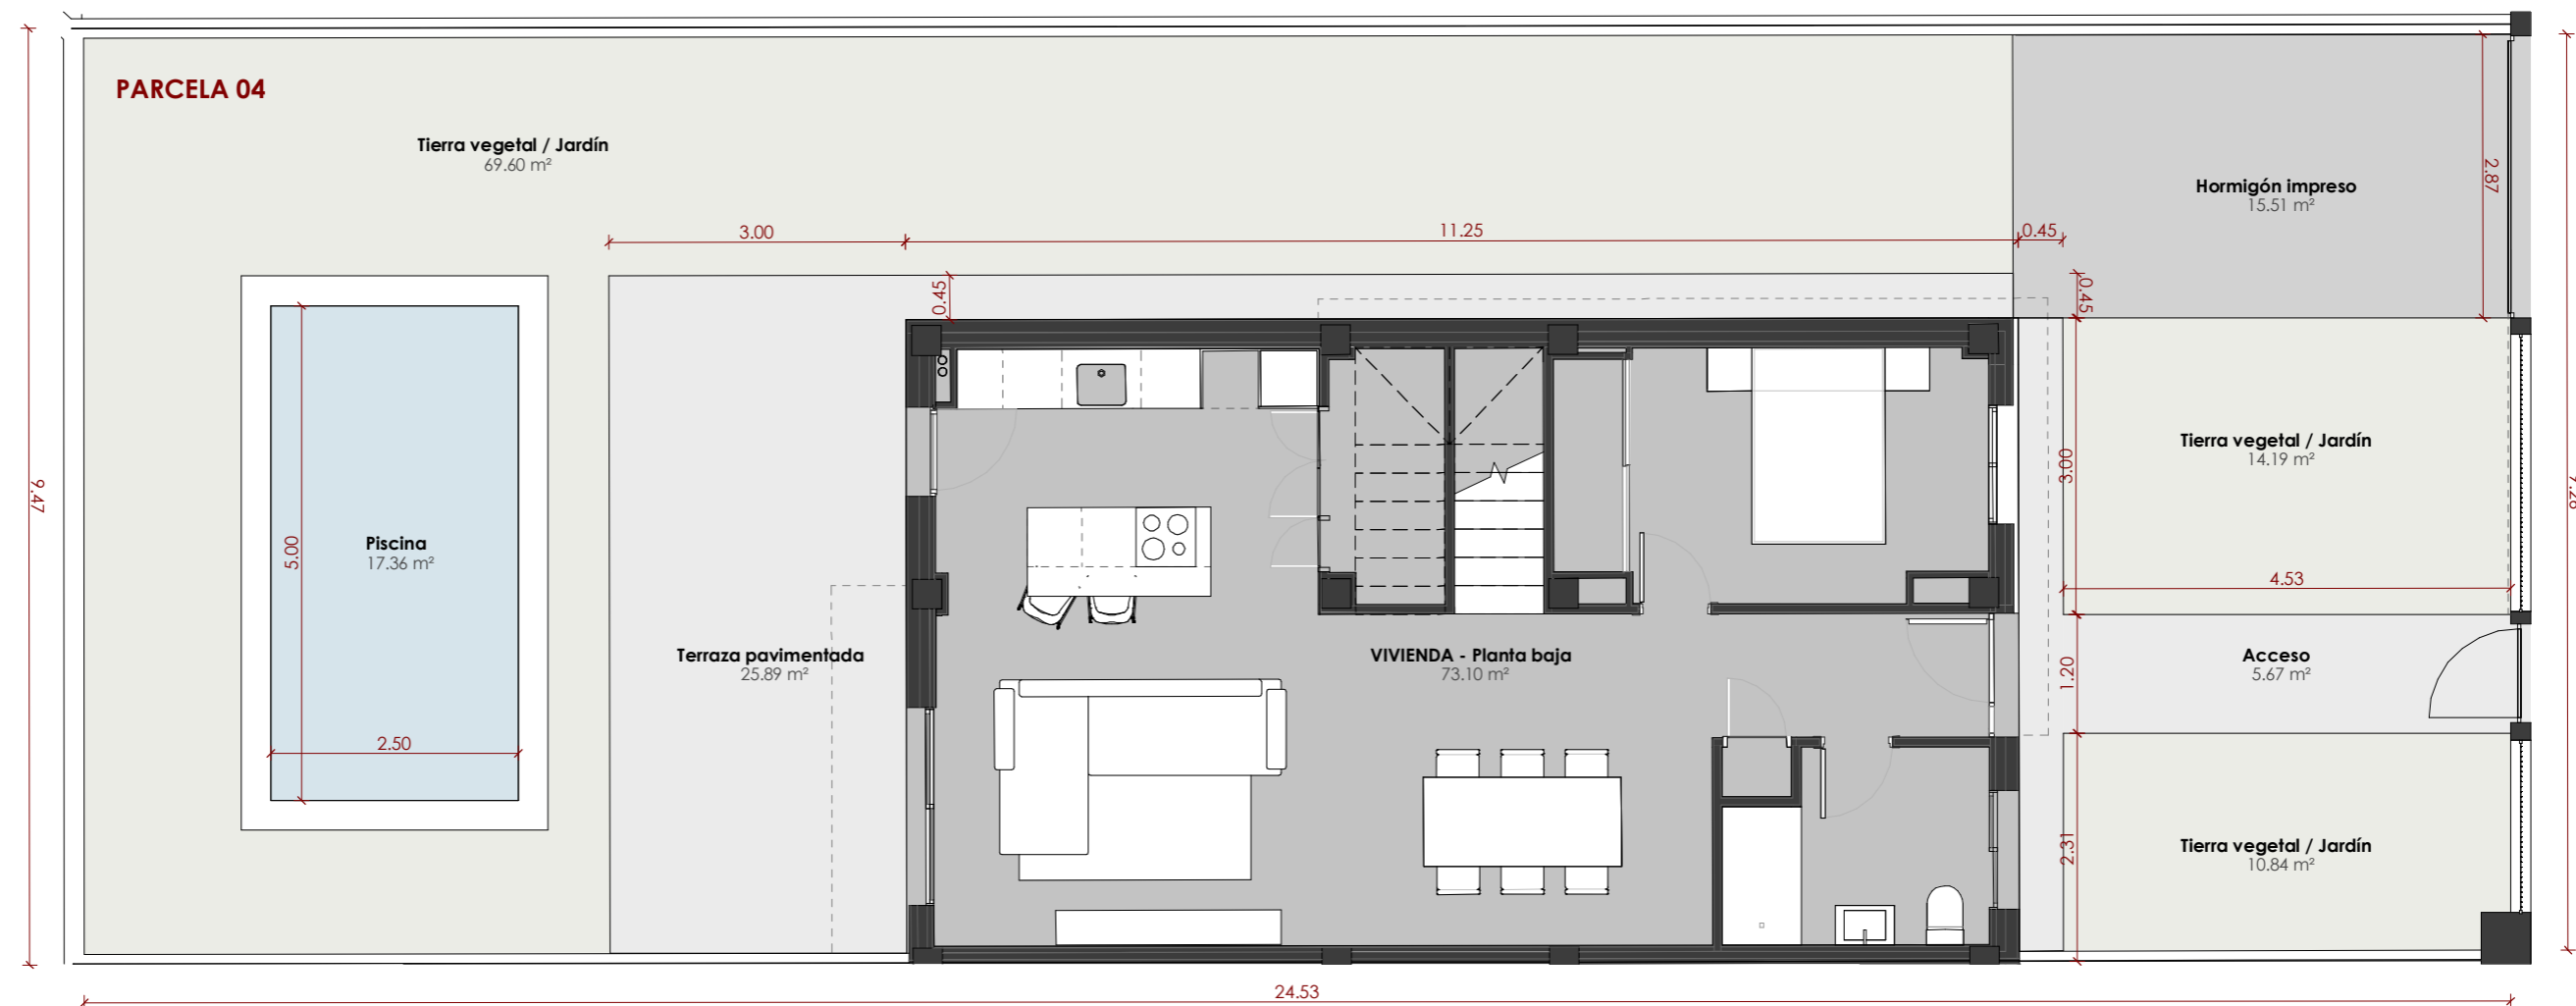 PARCELA 04
Tierra vegetal / Jardín
69.60 m²
Hormigón impreso
15.51 m²
2.87
3.00
11.25
0.45
0.45
0.45
Tierra vegetal / Jardín
14.19 m²
3.00
9.47
Piscina
17.36 m²
5.00
2.50
4.53
Terraza pavimentada
25.89 m²
VIVIENDA - Planta baja
73.10 m²
Acceso
5.67 m²
1.20
Tierra vegetal / Jardín
10.84 m²
2.31
24.53